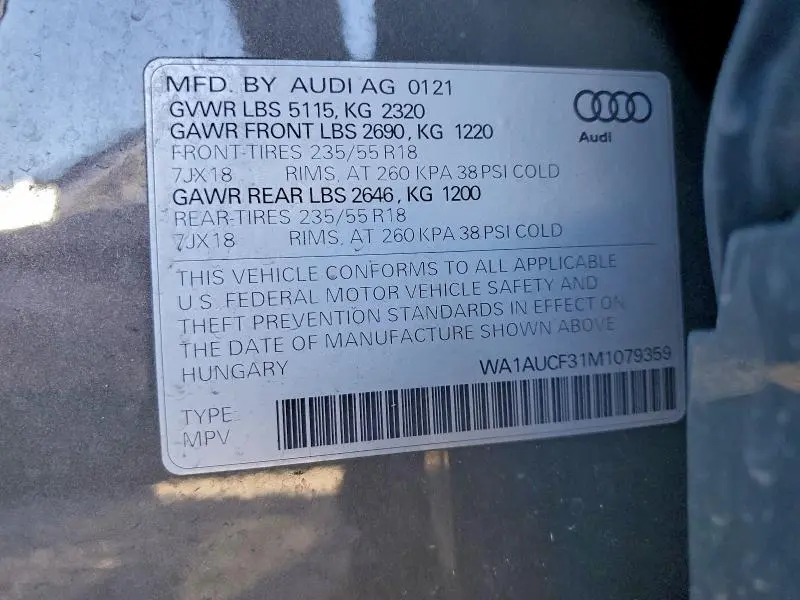 MFD. BY AUDI AG 0121
GVWR LBS 5115, KG 2320
GAWR FRONT LBS 2690, KG 1220
FRONT-TIRES 235/55 R18
7JX18 RIMS, AT 260 KPA 38 PSI COLD
GAWR REAR LBS 2646, KG 1200
REAR-TIRES 235/55 R18
7JX18 RIMS, AT 260 KPA 38 PSI COLD
Audi
THIS VEHICLE CONFORMS TO ALL APPLICABLE
U.S. FEDERAL MOTOR VEHICLE SAFETY AND
THEFT PREVENTION STANDARDS IN EFFECT ON
THE DATE OF MANUFACTURE SHOWN ABOVE
HUNGARY WA1AUCF31M1079359
TYPE
MPV